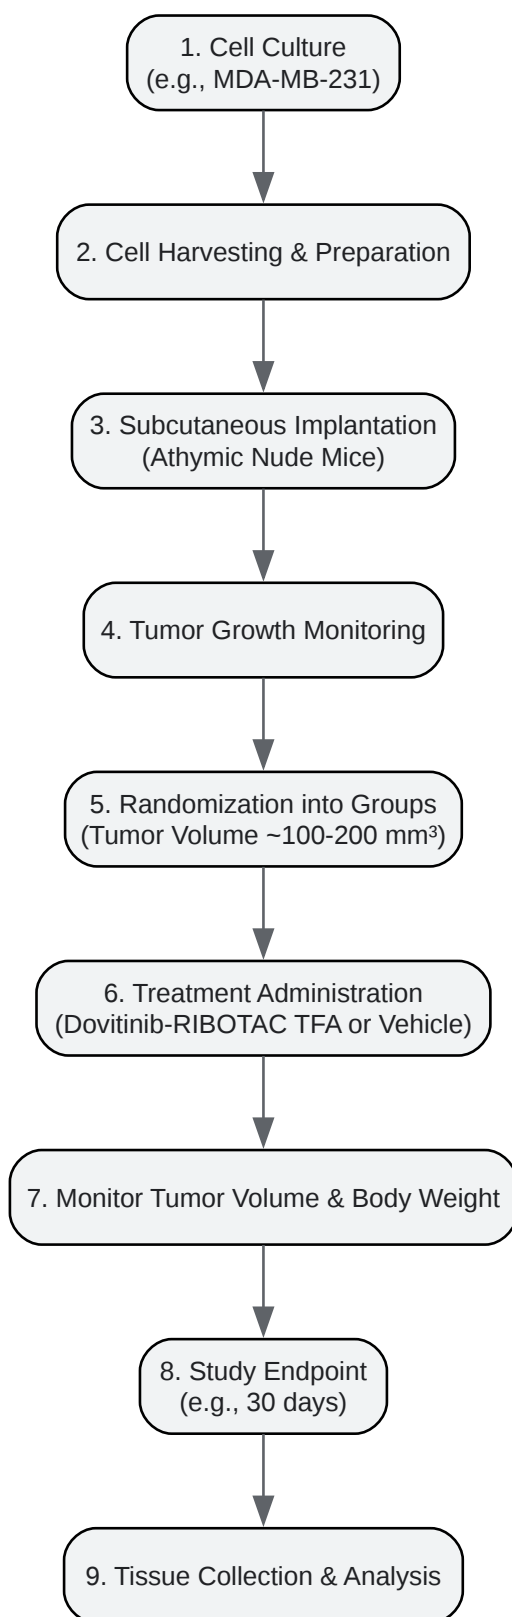 1. Cell Culture
(e.g., MDA-MB-231)
2. Cell Harvesting & Preparation
3. Subcutaneous Implantation
(Athymic Nude Mice)
4. Tumor Growth Monitoring
5. Randomization into Groups
(Tumor Volume ~100-200 mm³)
6. Treatment Administration
(Dovitinib-RIBOTAC TFA or Vehicle)
7. Monitor Tumor Volume & Body Weight
8. Study Endpoint
(e.g., 30 days)
9. Tissue Collection & Analysis